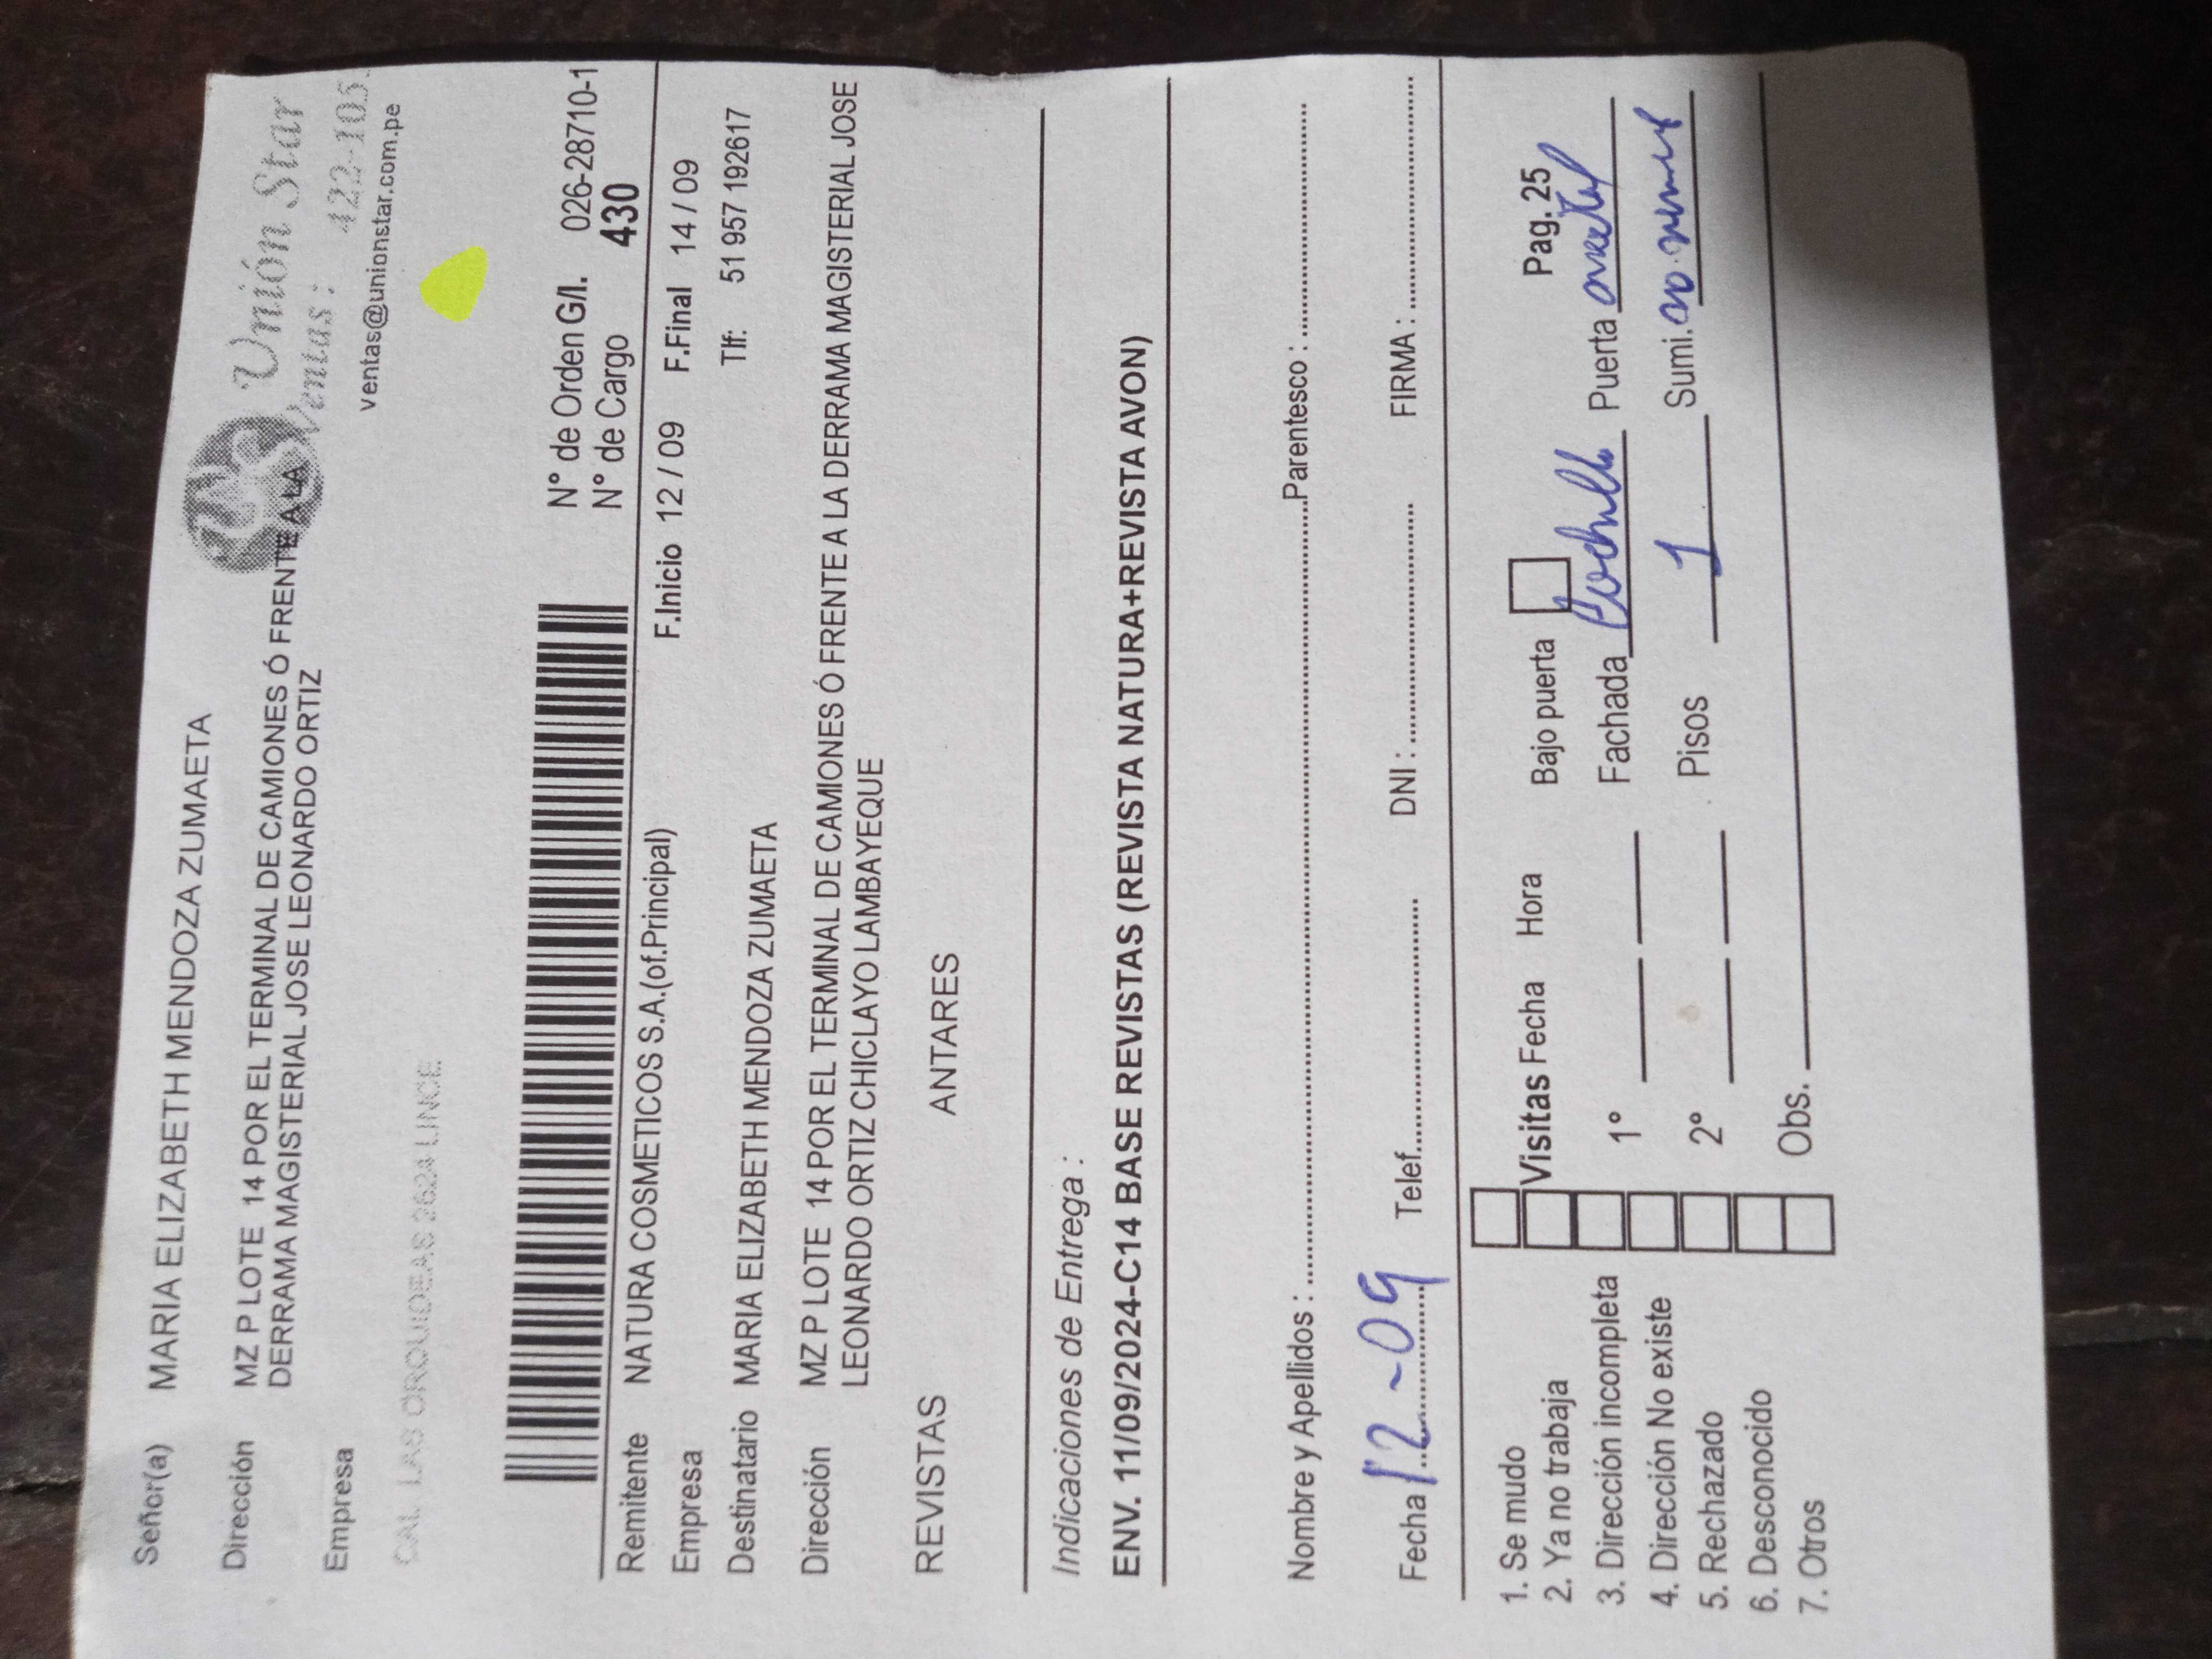 Unión Star
Ventas: 422-105
ventas@unionstar.com.pe
Señor(a) MARIA ELIZABETH MENDOZA ZUMAETA
Dirección MZ P LOTE 14 POR EL TERMINAL DE CAMIONES Ó FRENTE A LA
DERRAMA MAGISTERIAL JOSE LEONARDO ORTIZ
Empresa
CAL LAS ORQUIDEAS 2624 LINCE
N° de Orden G/I. 026-28710-1
N° de Cargo 430
Remitente NATURA COSMETICOS S.A.(of.Principal)
Empresa F.Inicio 12 / 09 F.Final 14 / 09
Destinatario MARIA ELIZABETH MENDOZA ZUMAETA Tlf: 51 957 192617
Dirección MZ P LOTE 14 POR EL TERMINAL DE CAMIONES Ó FRENTE A LA DERRAMA MAGISTERIAL JOSE
LEONARDO ORTIZ CHICLAYO LAMBAYEQUE
REVISTAS ANTARES
Indicaciones de Entrega :
ENV. 11/09/2024-C14 BASE REVISTAS (REVISTA NATURA+REVISTA AVON)
Nombre y Apellidos : Parentesco :
Fecha 12-09 Telef. DNI : FIRMA :
1. Se mudo
2. Ya no trabaja
3. Dirección incompleta
4. Dirección No existe
5. Rechazado
6. Desconocido
7. Otros
Visitas Fecha Hora Bajo puerta Pag. 25
1° Fachada Puerta
2° Pisos 1 Sumi.
Obs.